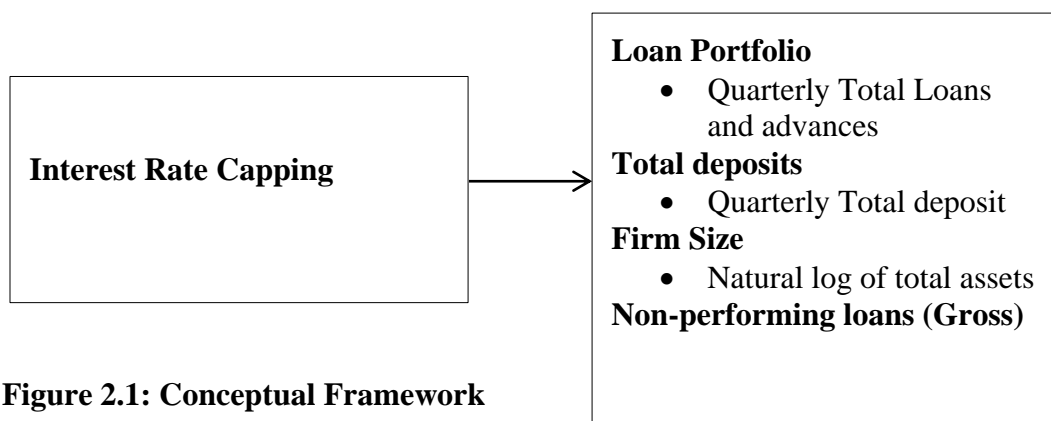 Interest Rate Capping
Loan Portfolio
• Quarterly Total Loans
and advances
Total deposits
• Quarterly Total deposit
Firm Size
• Natural log of total assets
Non-performing loans (Gross)
Figure 2.1: Conceptual Framework